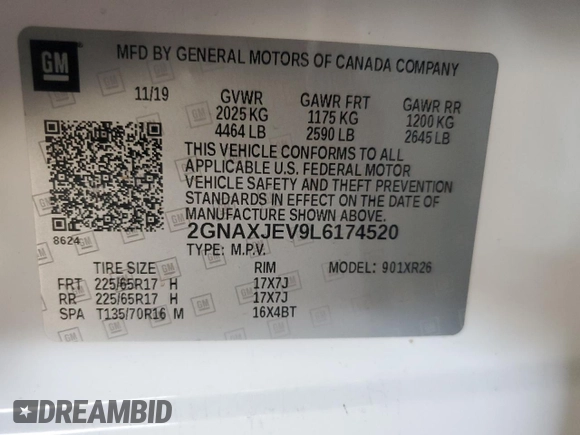 GM
MFD BY GENERAL MOTORS OF CANADA COMPANY
11/19 GVWR GAWR FRT GAWR RR
2025 KG 1175 KG 1200 KG
4464 LB 2590 LB 2645 LB
THIS VEHICLE CONFORMS TO ALL
APPLICABLE U.S. FEDERAL MOTOR
VEHICLE SAFETY AND THEFT PREVENTION
STANDARDS IN EFFECT ON THE DATE OF
MANUFACTURE SHOWN ABOVE.
8624
2GNAXJEV9L6174520
TYPE: M.P.V.
TIRE SIZE RIM MODEL: 901XR26
FRT 225/65R17 H 17X7J
RR 225/65R17 H 17X7J
SPA T135/70R16 M 16X4BT
DREAMBID